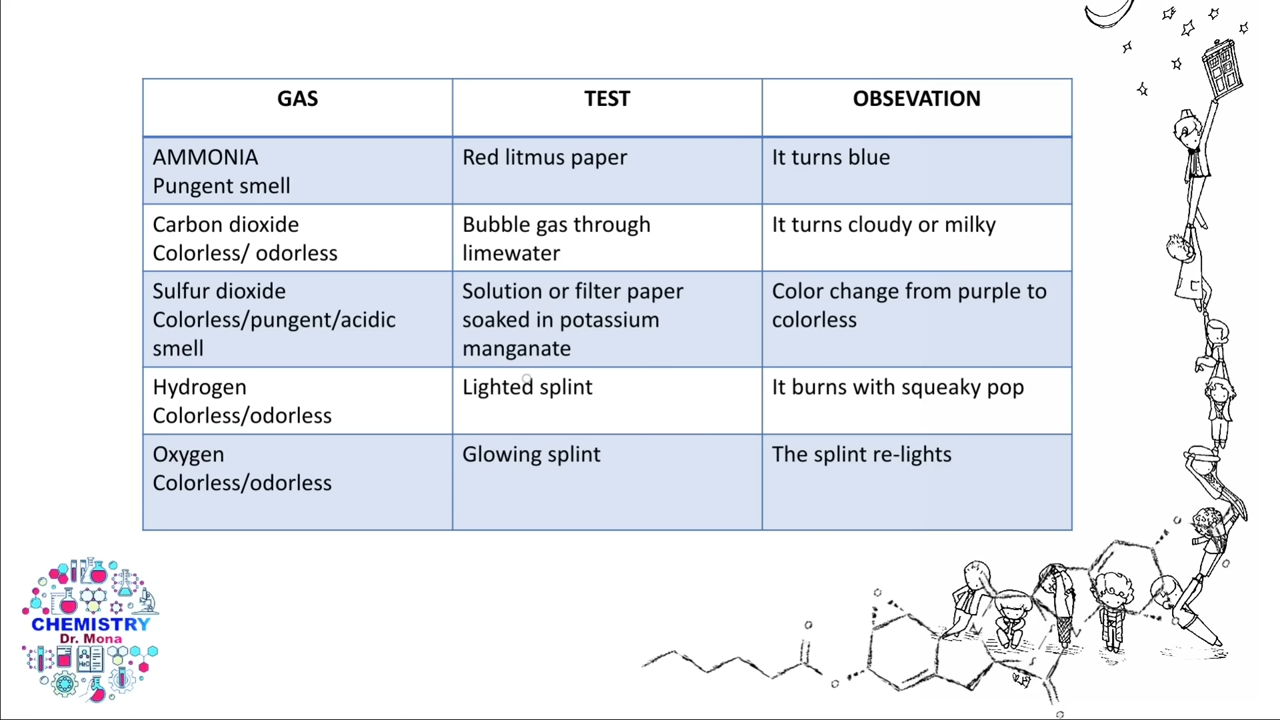 GAS
TEST
OBSEVATION
AMMONIA
Pungent smell
Red litmus paper
It turns blue
Carbon dioxide
Colorless/ odorless
Bubble gas through
limewater
It turns cloudy or milky
Sulfur dioxide
Colorless/pungent/acidic
smell
Solution or filter paper
soaked in potassium
manganate
Color change from purple to
colorless
Hydrogen
Colorless/odorless
Lighted splint
It burns with squeaky pop
Oxygen
Colorless/odorless
Glowing splint
The splint re-lights
CHEMISTRY
Dr. Mona